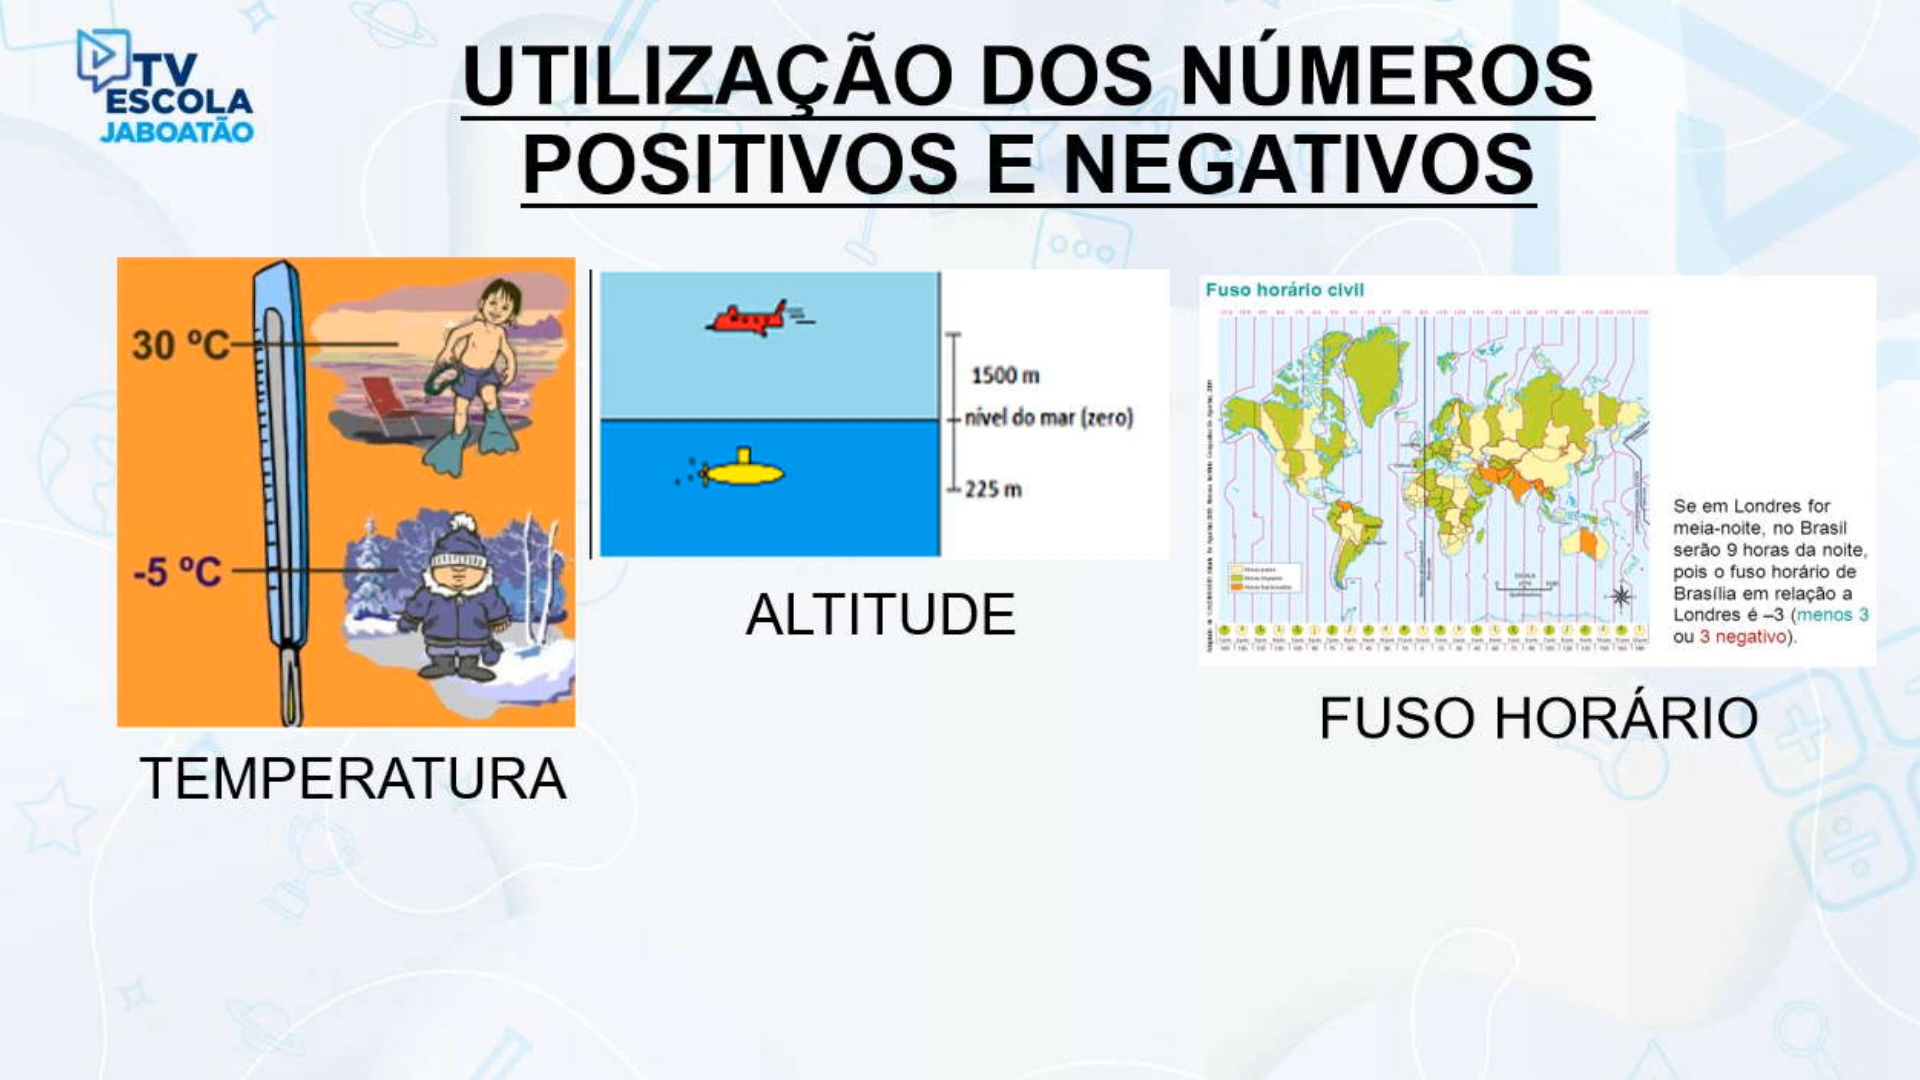 TV
ESCOLA
JABOATÃO
UTILIZAÇÃO DOS NÚMEROS
POSITIVOS E NEGATIVOS
30 ºC
-5 ºC
TEMPERATURA
1500 m
nível do mar (zero)
225 m
ALTITUDE
Fuso horário civil
Se em Londres for
meia-noite, no Brasil
serão 9 horas da noite,
pois o fuso horário de
Brasília em relação a
Londres é –3 (menos 3
ou 3 negativo).
FUSO HORÁRIO